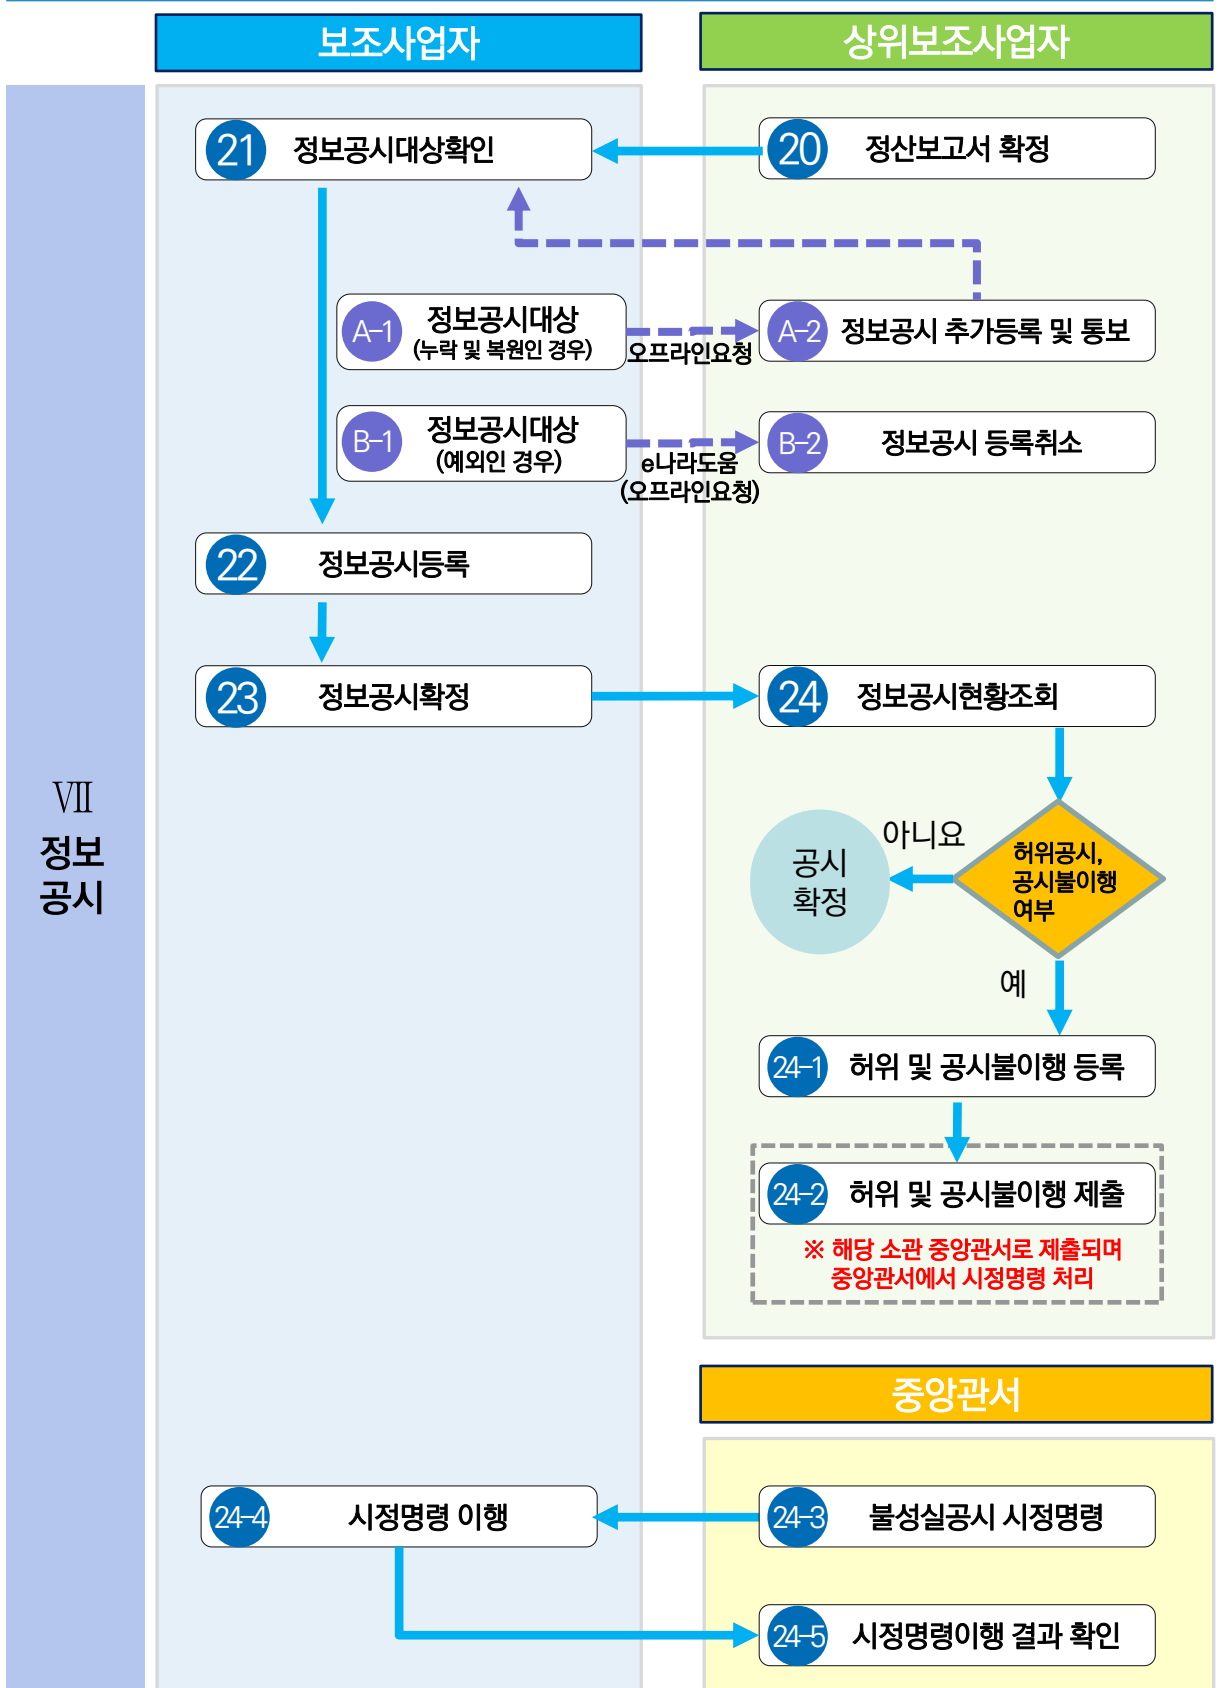 보조사업자
상위보조사업자
21 정보공시대상확인
20 정산보고서 확정
A-1 정보공시대상
(누락 및 복원인 경우)
오프라인요청
A-2 정보공시 추가등록 및 통보
B-1 정보공시대상
(예외인 경우)
e나라도움
(오프라인요청)
B-2 정보공시 등록취소
22 정보공시등록
23 정보공시확정
24 정보공시현황조회
Ⅶ
정보
공시
아니요
공시
확정
허위공시,
공시불이행
여부
예
24-1 허위 및 공시불이행 등록
24-2 허위 및 공시불이행 제출
※ 해당 소관 중앙관서로 제출되며
중앙관서에서 시정명령 처리
중앙관서
24-4 시정명령 이행
24-3 불성실공시 시정명령
24-5 시정명령이행 결과 확인